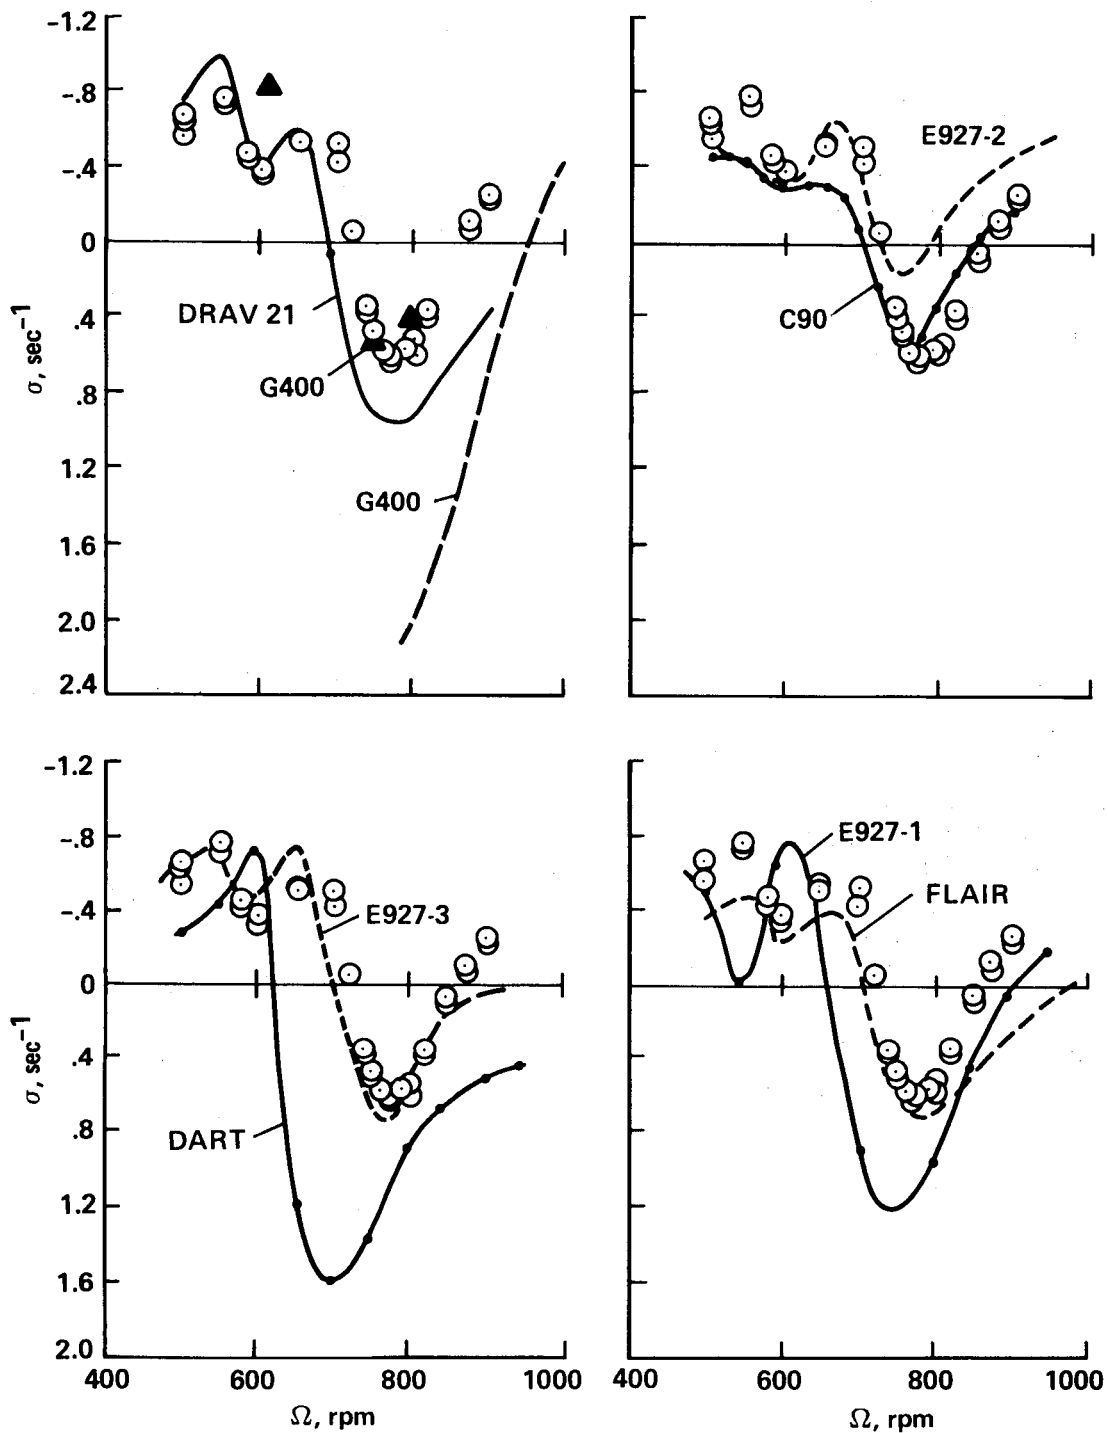 -1.2
-.8
-.4
0
.4
.8
1.2
1.6
2.0
2.4
σ, sec⁻¹
DRAV 21
G400
G400
E927-2
C90
-1.2
-.8
-.4
0
.4
.8
1.2
1.6
2.0
σ, sec⁻¹
E927-3
DART
400 600 800 1000
Ω, rpm
E927-1
FLAIR
400 600 800 1000
Ω, rpm